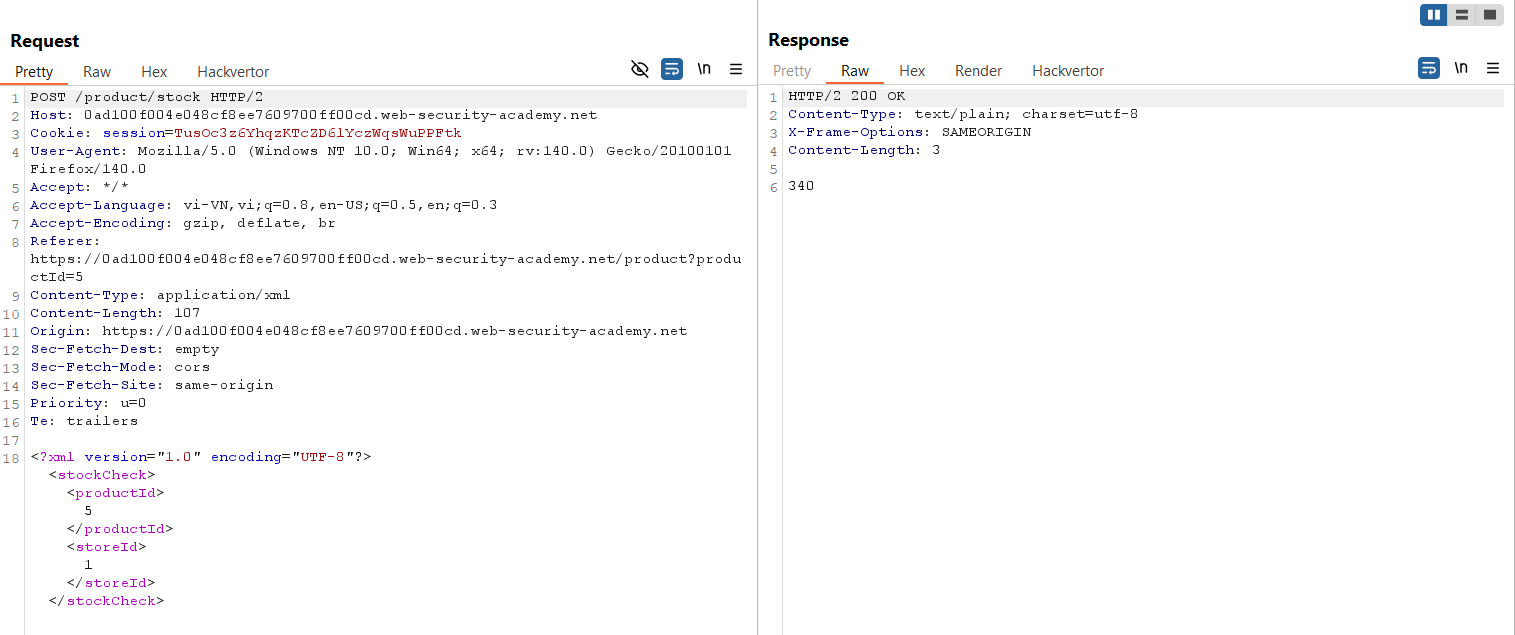 Request
Pretty Raw Hex Hackvertor
\n
1 POST /product/stock HTTP/2
2 Host: 0ad100f004e048cf8ee7609700ff00cd.web-security-academy.net
3 Cookie: session=TusOc3z6YhqzKTcZD6lYczWqsWuPPFtk
4 User-Agent: Mozilla/5.0 (Windows NT 10.0; Win64; x64; rv:140.0) Gecko/20100101
Firefox/140.0
5 Accept: */*
6 Accept-Language: vi-VN,vi;q=0.8,en-US;q=0.5,en;q=0.3
7 Accept-Encoding: gzip, deflate, br
8 Referer:
https://0ad100f004e048cf8ee7609700ff00cd.web-security-academy.net/product?produ
ctId=5
9 Content-Type: application/xml
10 Content-Length: 107
11 Origin: https://0ad100f004e048cf8ee7609700ff00cd.web-security-academy.net
12 Sec-Fetch-Dest: empty
13 Sec-Fetch-Mode: cors
14 Sec-Fetch-Site: same-origin
15 Priority: u=0
16 Te: trailers
17
18 <?xml version="1.0" encoding="UTF-8"?>
<stockCheck>
<productId>
5
</productId>
<storeId>
1
</storeId>
</stockCheck>
Response
Pretty Raw Hex Render Hackvertor
\n
1 HTTP/2 200 OK
2 Content-Type: text/plain; charset=utf-8
3 X-Frame-Options: SAMEORIGIN
4 Content-Length: 3
5
6 340